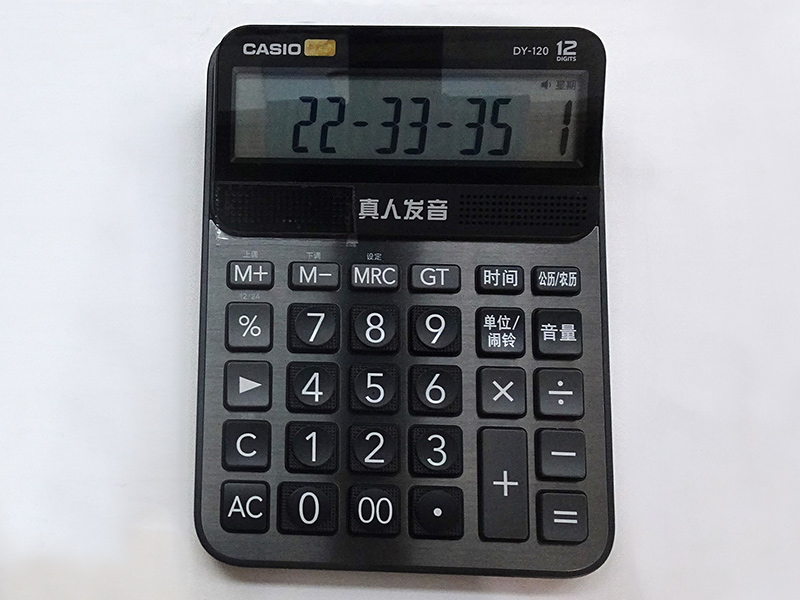 CASIO DY-120 12
DIGITS
星期
22-33-35 1
真人发音
上调 下调 设定
M+ M− MRC GT 时间 公历/农历
12/24
% 7 8 9 单位/闹铃 音量
▶ 4 5 6 × ÷
C 1 2 3 + −
AC 0 00 · =